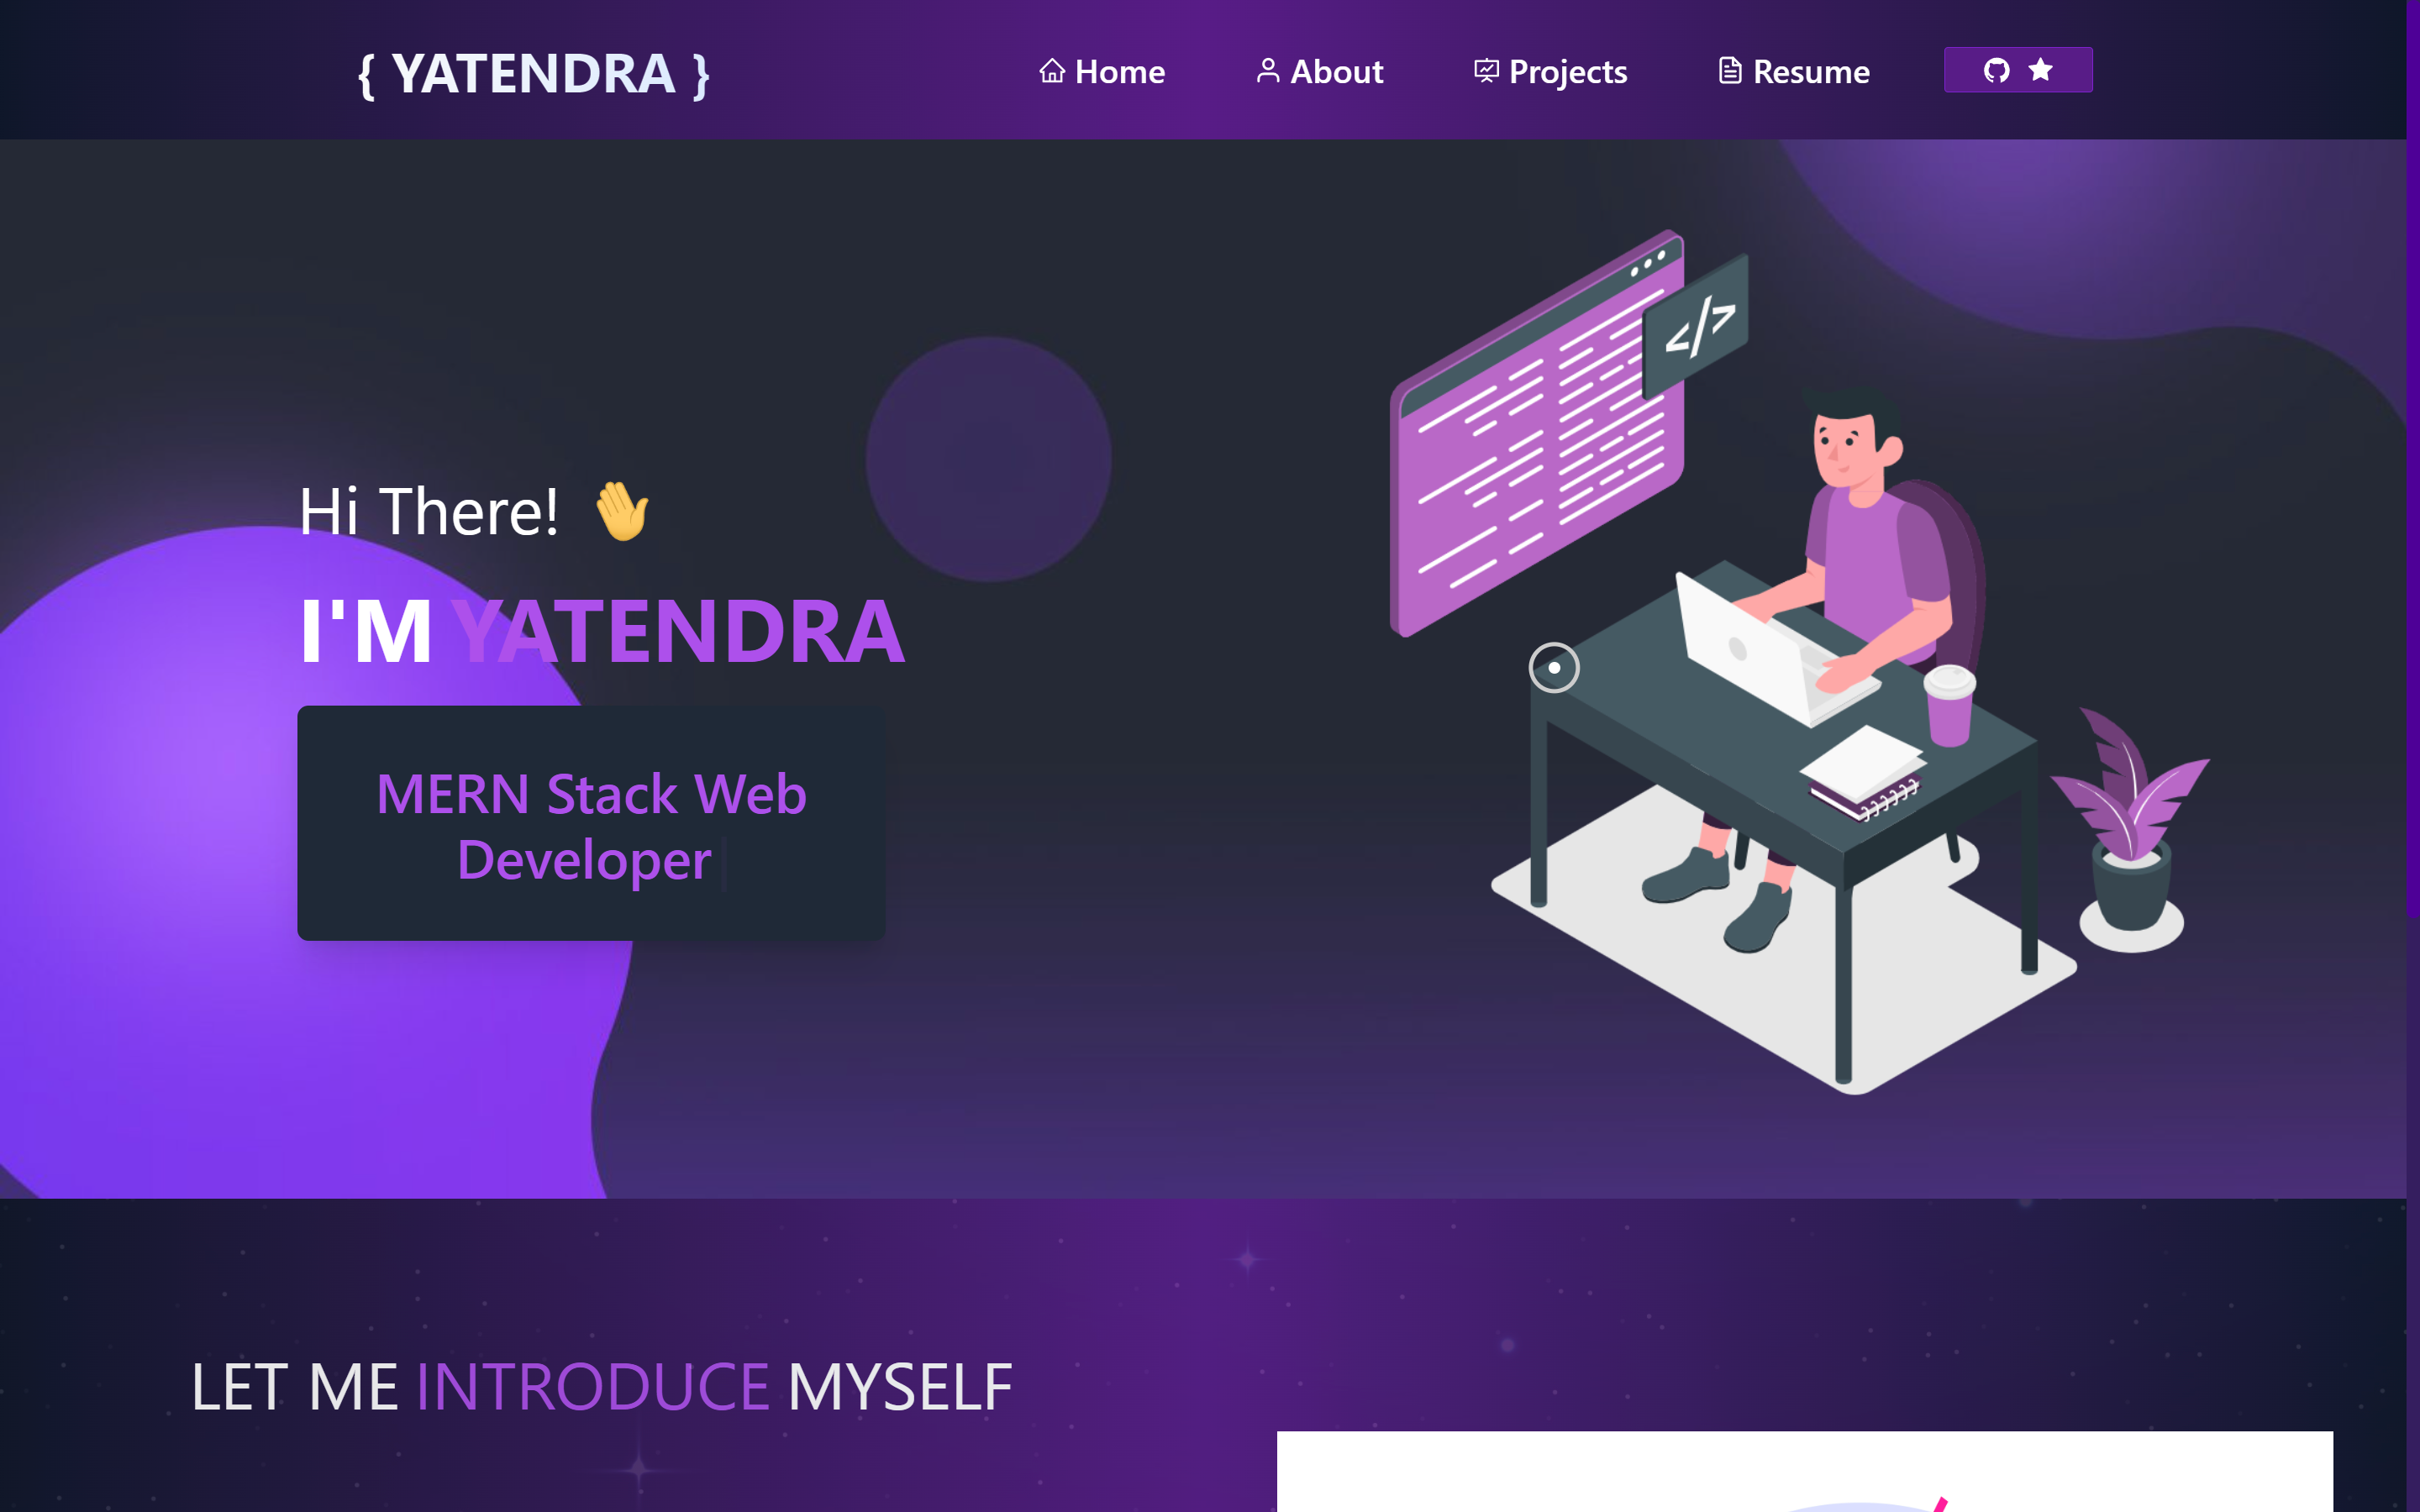 { YATENDRA }
Home
About
Projects
Resume
</>
Hi There! 👋
I'M YATENDRA
MERN Stack Web
Developer
LET ME INTRODUCE MYSELF